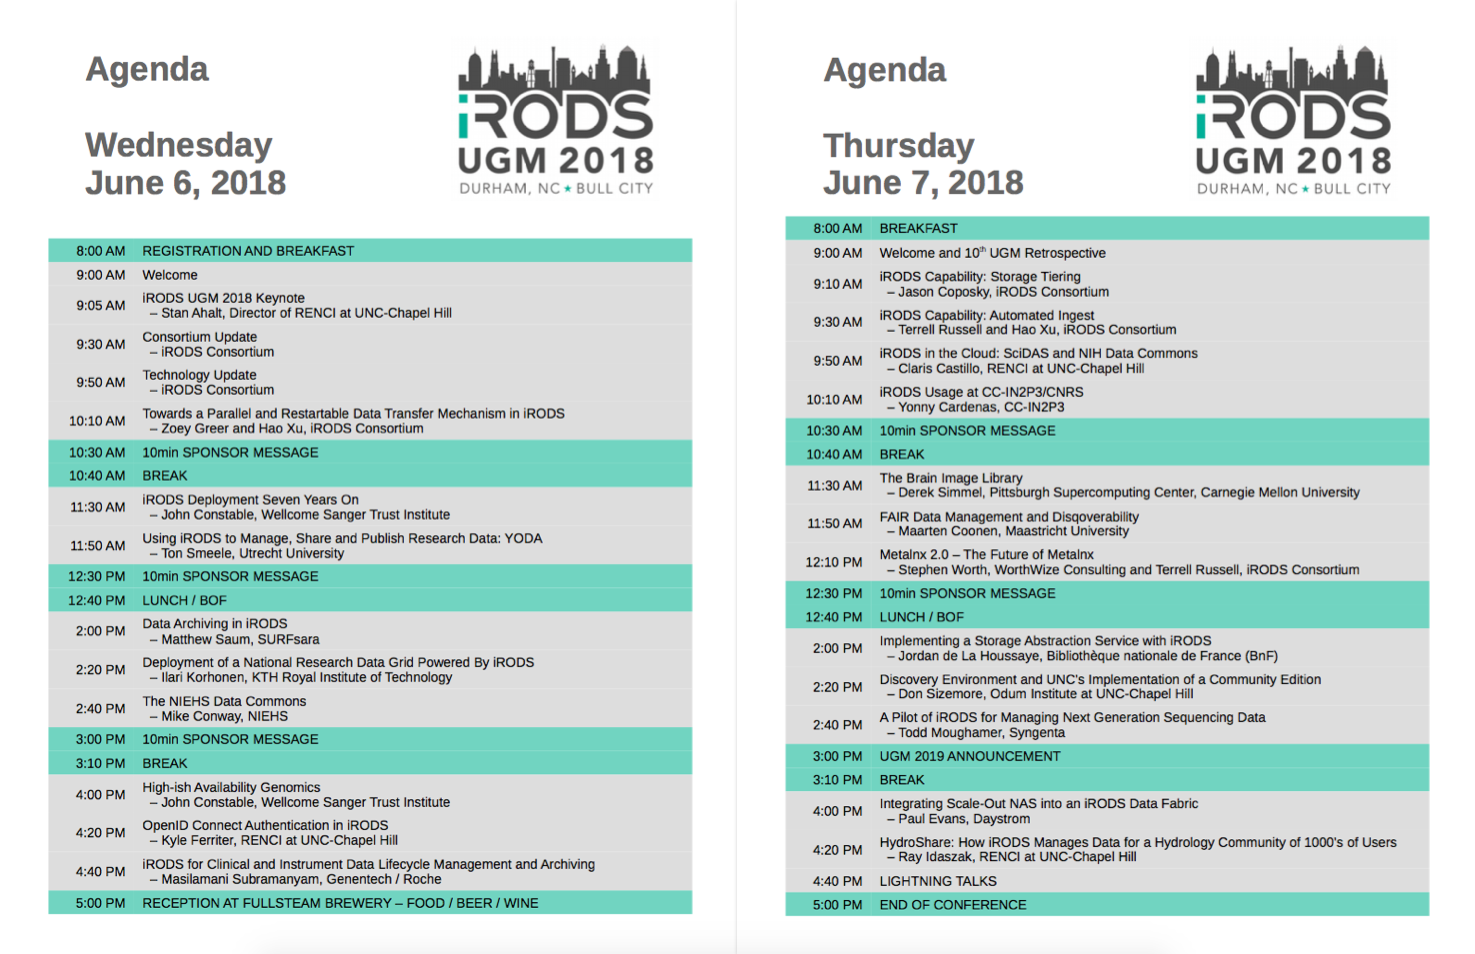 Agenda
Wednesday
June 6, 2018
iRODS
UGM 2018
DURHAM, NC ★ BULL CITY
8:00 AM REGISTRATION AND BREAKFAST
9:00 AM Welcome
9:05 AM iRODS UGM 2018 Keynote
– Stan Ahalt, Director of RENCI at UNC-Chapel Hill
9:30 AM Consortium Update
– iRODS Consortium
9:50 AM Technology Update
– iRODS Consortium
10:10 AM Towards a Parallel and Restartable Data Transfer Mechanism in iRODS
– Zoey Greer and Hao Xu, iRODS Consortium
10:30 AM 10min SPONSOR MESSAGE
10:40 AM BREAK
11:30 AM iRODS Deployment Seven Years On
– John Constable, Wellcome Sanger Trust Institute
11:50 AM Using iRODS to Manage, Share and Publish Research Data: YODA
– Ton Smeele, Utrecht University
12:30 PM 10min SPONSOR MESSAGE
12:40 PM LUNCH / BOF
2:00 PM Data Archiving in iRODS
– Matthew Saum, SURFsara
2:20 PM Deployment of a National Research Data Grid Powered By iRODS
– Ilari Korhonen, KTH Royal Institute of Technology
2:40 PM The NIEHS Data Commons
– Mike Conway, NIEHS
3:00 PM 10min SPONSOR MESSAGE
3:10 PM BREAK
4:00 PM High-ish Availability Genomics
– John Constable, Wellcome Sanger Trust Institute
4:20 PM OpenID Connect Authentication in iRODS
– Kyle Ferriter, RENCI at UNC-Chapel Hill
4:40 PM iRODS for Clinical and Instrument Data Lifecycle Management and Archiving
– Masilamani Subramanyam, Genentech / Roche
5:00 PM RECEPTION AT FULLSTEAM BREWERY – FOOD / BEER / WINE
Agenda
Thursday
June 7, 2018
iRODS
UGM 2018
DURHAM, NC ★ BULL CITY
8:00 AM BREAKFAST
9:00 AM Welcome and 10th UGM Retrospective
9:10 AM iRODS Capability: Storage Tiering
– Jason Coposky, iRODS Consortium
9:30 AM iRODS Capability: Automated Ingest
– Terrell Russell and Hao Xu, iRODS Consortium
9:50 AM iRODS in the Cloud: SciDAS and NIH Data Commons
– Claris Castillo, RENCI at UNC-Chapel Hill
10:10 AM iRODS Usage at CC-IN2P3/CNRS
– Yonny Cardenas, CC-IN2P3
10:30 AM 10min SPONSOR MESSAGE
10:40 AM BREAK
11:30 AM The Brain Image Library
– Derek Simmel, Pittsburgh Supercomputing Center, Carnegie Mellon University
11:50 AM FAIR Data Management and Disqoverability
– Maarten Coonen, Maastricht University
12:10 PM Metalnx 2.0 – The Future of Metalnx
– Stephen Worth, WorthWize Consulting and Terrell Russell, iRODS Consortium
12:30 PM 10min SPONSOR MESSAGE
12:40 PM LUNCH / BOF
2:00 PM Implementing a Storage Abstraction Service with iRODS
– Jordan de La Houssaye, Bibliothèque nationale de France (BnF)
2:20 PM Discovery Environment and UNC's Implementation of a Community Edition
– Don Sizemore, Odum Institute at UNC-Chapel Hill
2:40 PM A Pilot of iRODS for Managing Next Generation Sequencing Data
– Todd Moughamer, Syngenta
3:00 PM UGM 2019 ANNOUNCEMENT
3:10 PM BREAK
4:00 PM Integrating Scale-Out NAS into an iRODS Data Fabric
– Paul Evans, Daystrom
4:20 PM HydroShare: How iRODS Manages Data for a Hydrology Community of 1000's of Users
– Ray Idaszak, RENCI at UNC-Chapel Hill
4:40 PM LIGHTNING TALKS
5:00 PM END OF CONFERENCE